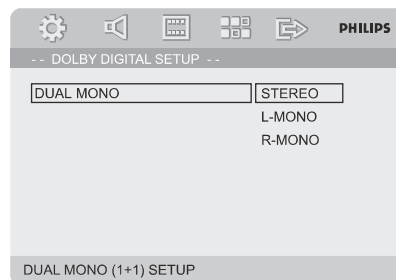 PHILIPS
- - DOLBY DIGITAL SETUP - -
DUAL MONO STEREO
L-MONO
R-MONO
DUAL MONO (1+1) SETUP